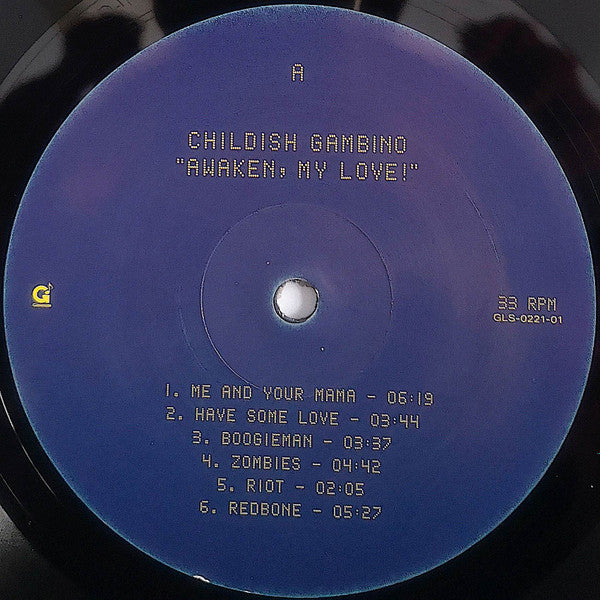 A
CHILDISH GAMBINO
"AWAKEN, MY LOVE!"
G
33 RPM
GLS-0221-01
1. ME AND YOUR MAMA - 06:19
2. HAVE SOME LOVE - 03:44
3. BOOGIEMAN - 03:37
4. ZOMBIES - 04:42
5. RIOT - 02:05
6. REDBONE - 05:27